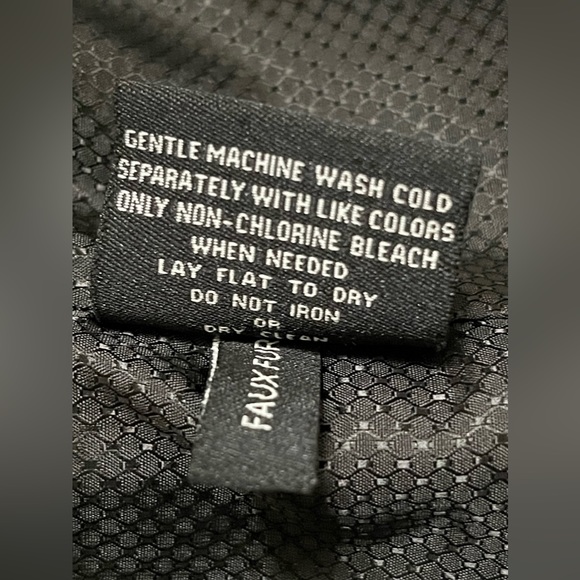 GENTLE MACHINE WASH COLD
SEPARATELY WITH LIKE COLORS
ONLY NON-CHLORINE BLEACH
WHEN NEEDED
LAY FLAT TO DRY
DO NOT IRON
OR
DRY CLEAN
FAUX FUR